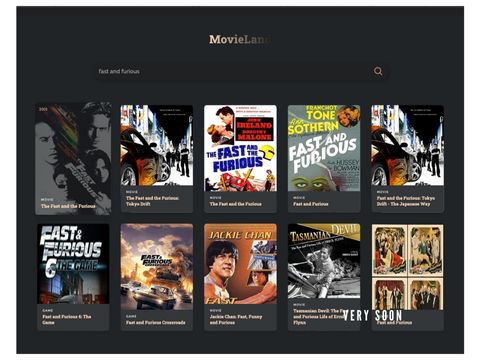 MovieLand
fast and furious
2001
MOVIE
The Fast and the Furious
MOVIE
The Fast and the Furious:
Tokyo Drift
JOHN
IRELAND
DOROTHY
MALONE
THE FAST
AND THE
FURIOUS
MOVIE
The Fast and the Furious
FRANCHOT
TONE
Ann
SOTHERN
FAST AND
FURIOUS
HUSSEY
BOWMAN
MOVIE
Fast and Furious
MOVIE
The Fast and the Furious: Tokyo
Drift - The Japanese Way
FAST &
FURIOUS
6
THE GAME
GAME
Fast and Furious 6: The
Game
FAST &
FURIOUS
GAME
Fast and Furious Crossroads
JACKIE CHAN
MOVIE
Jackie Chan: Fast, Funny
and Furious
TASMANIAN DEVIL
MOVIE
Tasmanian Devil: The Fast
and Furious Life of Errol
Flynn
VERY SOON
Fast and Furious